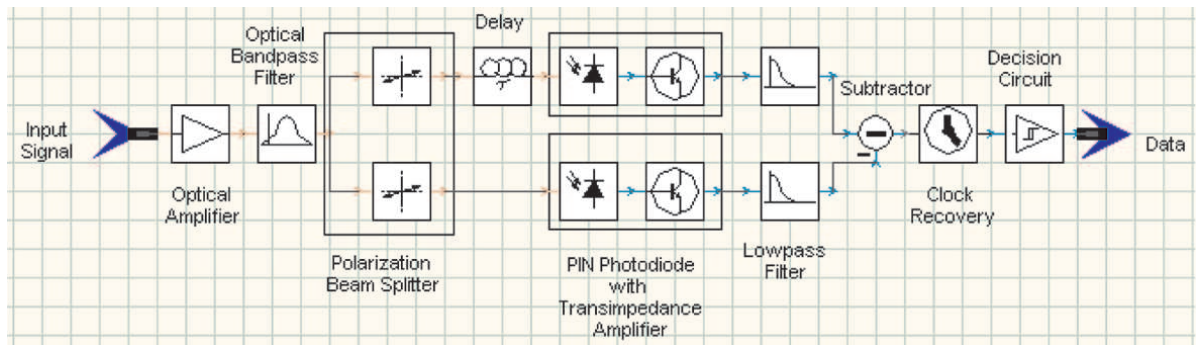 Delay
Optical
Bandpass
Filter
Decision
Circuit
Subtractor
Input
Signal
Data
Optical
Amplifier
Clock
Recovery
Polarization
Beam Splitter
PIN Photodiode
with
Transimpedance
Amplifier
Lowpass
Filter